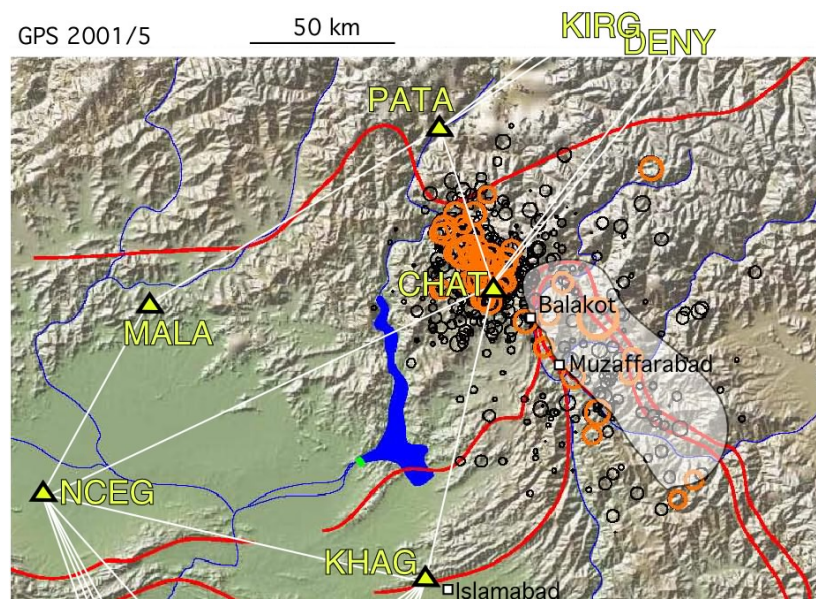 GPS 2001/5
50 km
KIRG
DENY
PATA
CHAT
Balakot
MALA
Muzaffarabad
NCEG
KHAG
Islamabad